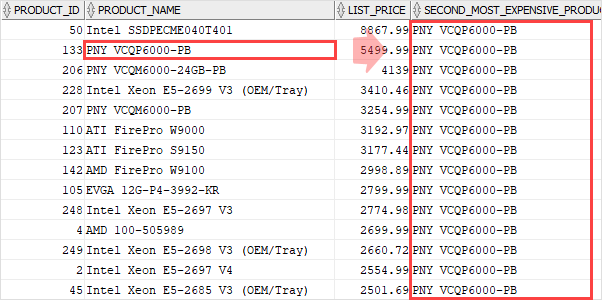 PRODUCT_ID PRODUCT_NAME LIST_PRICE SECOND_MOST_EXPENSIVE_PRODU
50 Intel SSDPECME040T401 8867.99 PNY VCQP6000-PB
133 PNY VCQP6000-PB 5499.99 PNY VCQP6000-PB
206 PNY VCQM6000-24GB-PB 4139 PNY VCQP6000-PB
228 Intel Xeon E5-2699 V3 (OEM/Tray) 3410.46 PNY VCQP6000-PB
207 PNY VCQM6000-PB 3254.99 PNY VCQP6000-PB
110 ATI FirePro W9000 3192.97 PNY VCQP6000-PB
123 ATI FirePro S9150 3177.44 PNY VCQP6000-PB
142 AMD FirePro W9100 2998.89 PNY VCQP6000-PB
105 EVGA 12G-P4-3992-KR 2799.99 PNY VCQP6000-PB
248 Intel Xeon E5-2697 V3 2774.98 PNY VCQP6000-PB
4 AMD 100-505989 2699.99 PNY VCQP6000-PB
249 Intel Xeon E5-2698 V3 (OEM/Tray) 2660.72 PNY VCQP6000-PB
2 Intel Xeon E5-2697 V4 2554.99 PNY VCQP6000-PB
45 Intel Xeon E5-2685 V3 (OEM/Tray) 2501.69 PNY VCQP6000-PB